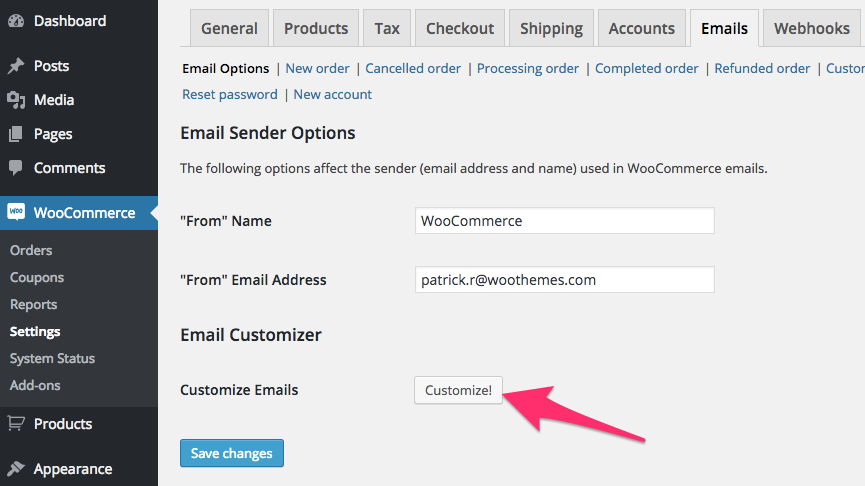 Dashboard
Posts
Media
Pages
Comments
WOO WooCommerce
Orders
Coupons
Reports
Settings
System Status
Add-ons
Products
Appearance
General Products Tax Checkout Shipping Accounts Emails Webhooks
Email Options | New order | Cancelled order | Processing order | Completed order | Refunded order | Custor
Reset password | New account
Email Sender Options
The following options affect the sender (email address and name) used in WooCommerce emails.
"From" Name WooCommerce
"From" Email Address patrick.r@woothemes.com
Email Customizer
Customize Emails Customize!
Save changes